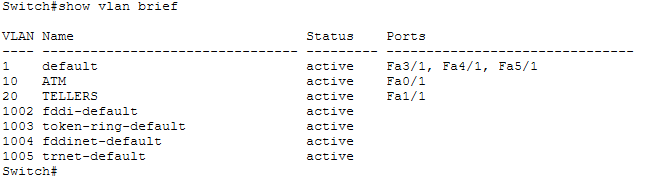 Switch#show vlan brief
VLAN Name                             Status    Ports
---- -------------------------------- --------- -------------------------------
1    default                          active    Fa3/1, Fa4/1, Fa5/1
10   ATM                              active    Fa0/1
20   TELLERS                          active    Fa1/1
1002 fddi-default                     active
1003 token-ring-default               active
1004 fddinet-default                  active
1005 trnet-default                    active
Switch#